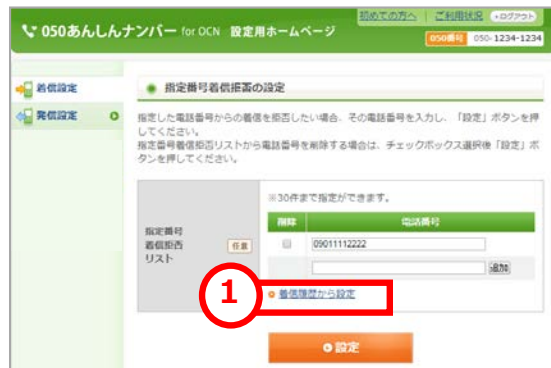 初めての方へ ご利用状況 ログアウト
050あんしんナンバー for OCN 設定用ホームページ
050番号 050-1234-1234
着信設定
発信設定
指定番号着信拒否の設定
指定した電話番号からの着信を拒否したい場合、その電話番号を入力し、「設定」ボタンを押
してください。
指定番号着信拒否リストから電話番号を削除する場合は、チェックボックス選択後「設定」ボ
タンを押してください。
※30件まで指定ができます。
削除 電話番号
指定番号
着信拒否
リスト
任意
09011112222
追加
1
着信履歴から設定
設定